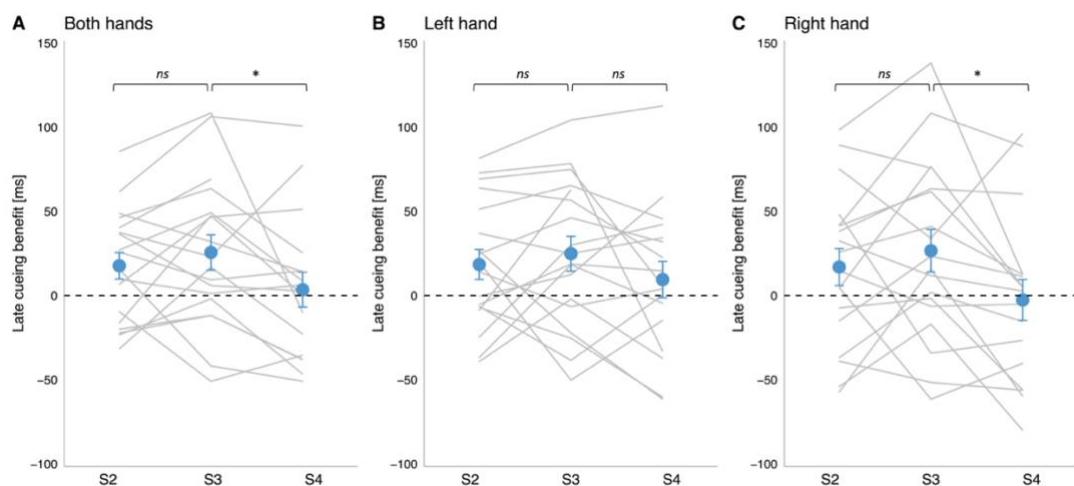 A Both hands
150
100
50
0
−50
−100
Late cueing benefit [ms]
ns
*
S2 S3 S4
B Left hand
150
100
50
0
−50
−100
Late cueing benefit [ms]
ns
ns
S2 S3 S4
C Right hand
150
100
50
0
−50
−100
Late cueing benefit [ms]
ns
*
S2 S3 S4